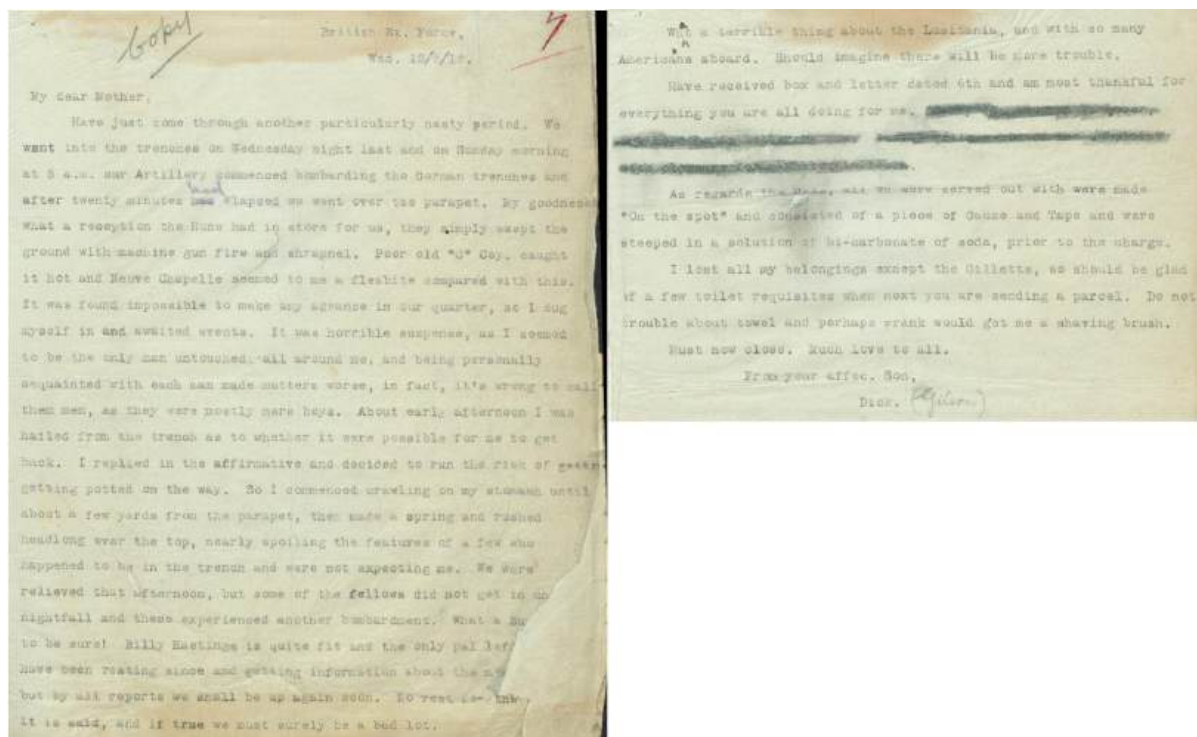 Copy
British Ex. Force,
Wed. 12/5/15.
My dear Mother,
Have just come through another particularly nasty period. We
went into the trenches on Wednesday night last and on Sunday morning
at 5 a.m. our Artillery commenced bombarding the German trenches and
had
after twenty minutes elapsed we went over the parapet. My goodness
what a reception the Huns had in store for us, they simply swept the
ground with machine gun fire and shrapnel. Poor old "C" Coy. caught
it hot and Neuve Chapelle seemed to me a fleabite compared with this.
It was found impossible to make any advance in our quarter, so I dug
myself in and awaited events. It was horrible suspense, as I seemed
to be the only man untouched, all around me, and being personally
acquainted with each man made matters worse, in fact, it's wrong to call
them men, as they were mostly mere boys. About early afternoon I was
hailed from the trench as to whether it were possible for me to get
back. I replied in the affirmative and decided to run the risk of
getting potted on the way. So I commenced crawling on my stomach until
about a few yards from the parapet, then made a spring and rushed
headlong over the top, nearly spoiling the features of a few who
happened to be in the trench and were not expecting me. We were
relieved that afternoon, but some of the fellows did not get in un
nightfall and these experienced another bombardment. What a Su
to be sure! Billy Hastings is quite fit and the only pal left
have been resting since and getting information about the
but by all reports we shall be up again soon. No rest
it is said, and if true we must surely be a bad lot.
Was a terrible thing about the Lusitania, and with so many
Americans aboard. Should imagine there will be more trouble.
Have received box and letter dated 6th and am most thankful for
everything you are all doing for me.
As regards the we were served out with were made
"On the spot" and consisted of a piece of Gauze and Tape and were
steeped in a solution of bi-carbonate of soda, prior to the charge.
I lost all my belongings except the Gillette, so should be glad
of a few toilet requisites when next you are sending a parcel. Do not
trouble about towel and perhaps Frank would get me a shaving brush.
Must now close. Much love to all.
From your affec. Son,
Dick. (Gilson)